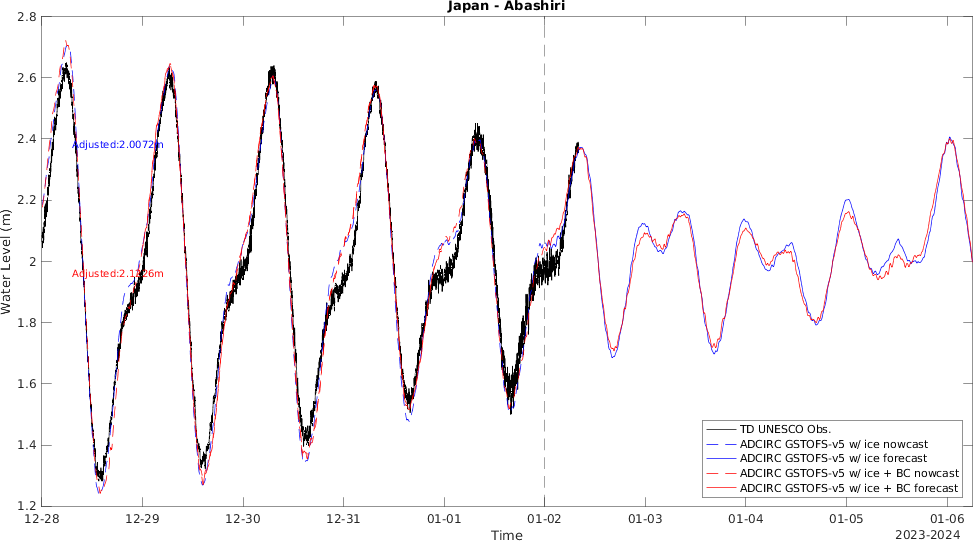 Japan - Abashiri
2.8
2.6
2.4
2.2
2
1.8
1.6
1.4
1.2
Water Level (m)
Adjusted:2.0072m
Adjusted:2.1326m
TD UNESCO Obs.
ADCIRC GSTOFS-v5 w/ ice nowcast
ADCIRC GSTOFS-v5 w/ ice forecast
ADCIRC GSTOFS-v5 w/ ice + BC nowcast
ADCIRC GSTOFS-v5 w/ ice + BC forecast
12-28 12-29 12-30 12-31 01-01 01-02 01-03 01-04 01-05 01-06
Time
2023-2024